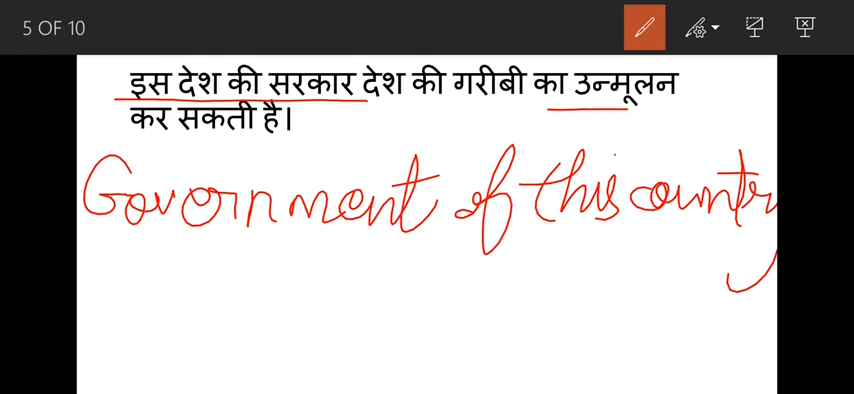 5 OF 10
इस देश की सरकार देश की गरीबी का उन्मूलन
कर सकती है।
Government of this country